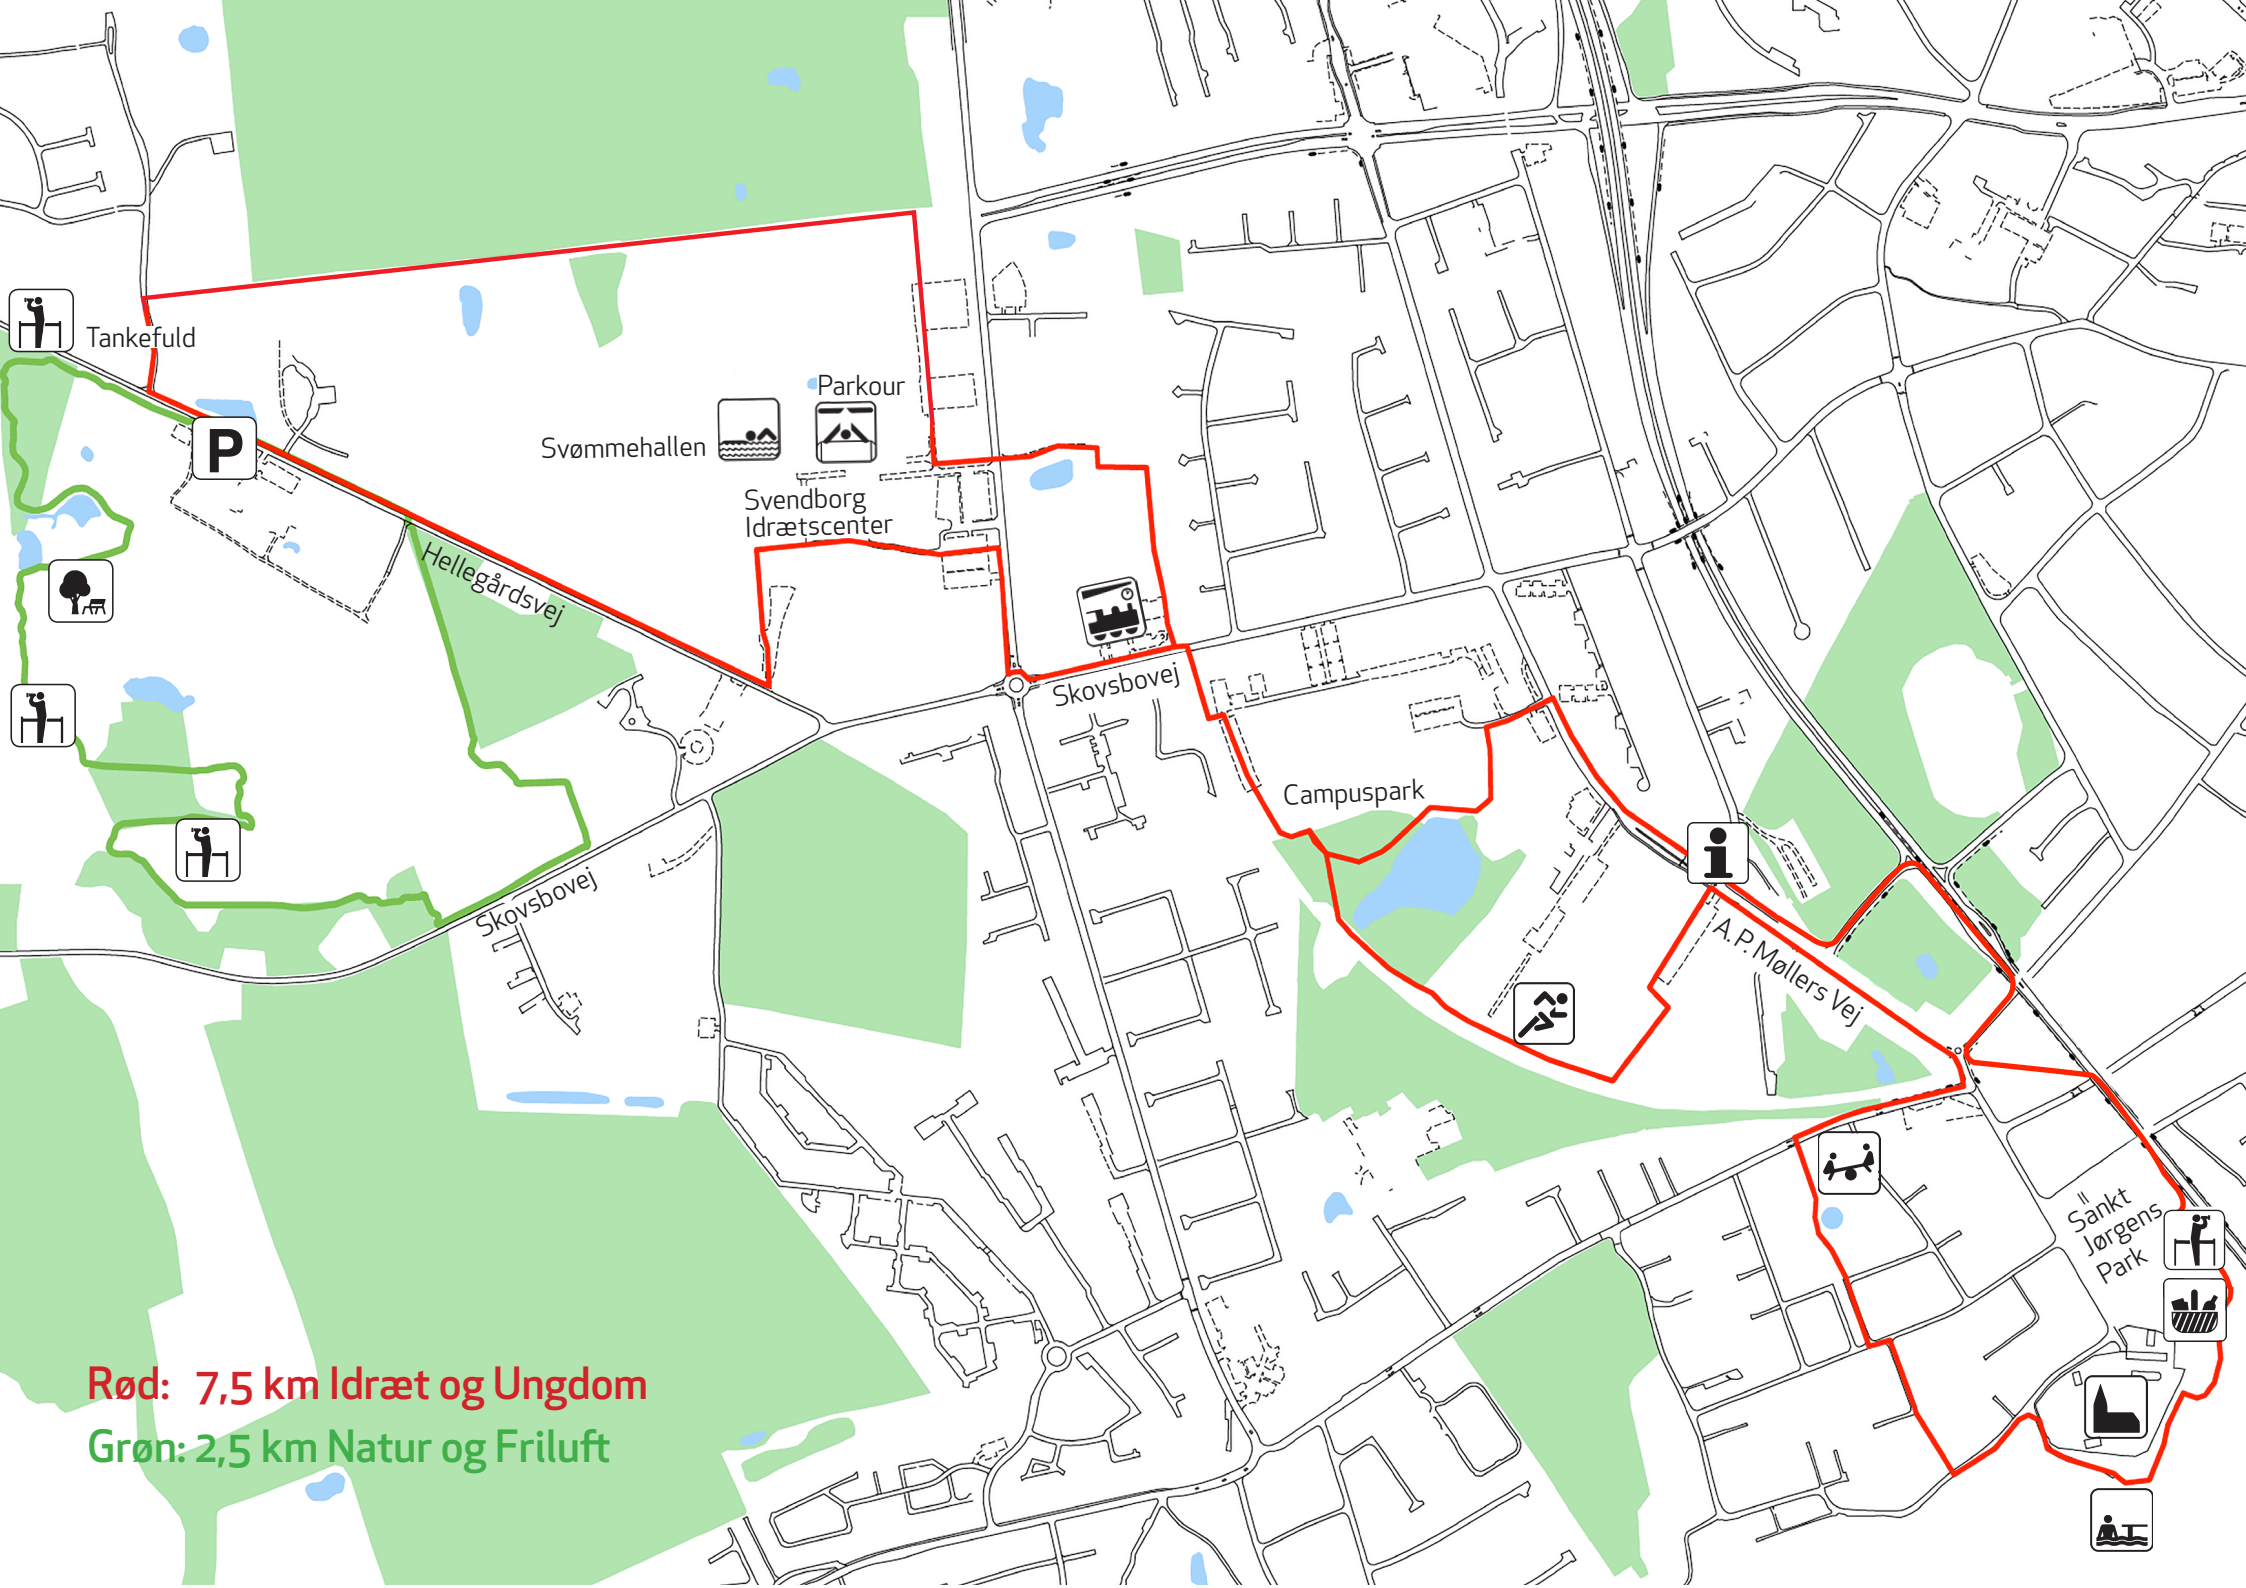 Tankefuld
P
Parkour
Svømmehallen
Svendborg
Idrætscenter
Hellegårdsvej
Skovsbovej
Campuspark
i
Skovsbovej
A.P. Møllers Vej
Sankt
Jørgens
Park
Rød: 7,5 km Idræt og Ungdom
Grøn: 2,5 km Natur og Friluft